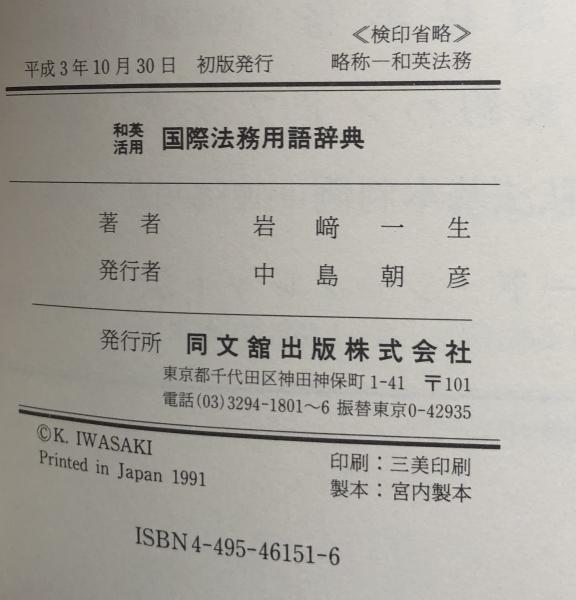 ≪検印省略≫
平成3年10月30日 初版発行 略称―和英法務
和英活用 国際法務用語辞典
著者 岩﨑一生
発行者 中島朝彦
発行所 同文舘出版株式会社
東京都千代田区神田神保町1-41 〒101
電話(03)3294-1801～6 振替東京0-42935
©K. IWASAKI 印刷：三美印刷
Printed in Japan 1991 製本：宮内製本
ISBN4-495-46151-6